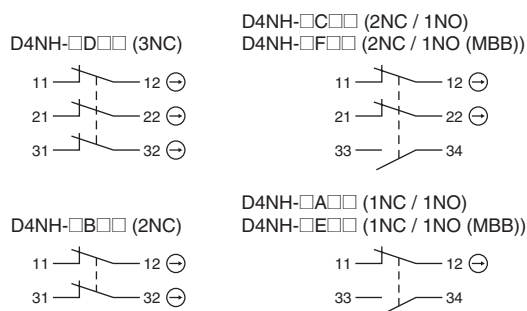 D4NH-□D□□ (3NC)
11 12
21 22
31 32
D4NH-□C□□ (2NC / 1NO)
D4NH-□F□□ (2NC / 1NO (MBB))
11 12
21 22
33 34
D4NH-□B□□ (2NC)
11 12
31 32
D4NH-□A□□ (1NC / 1NO)
D4NH-□E□□ (1NC / 1NO (MBB))
11 12
33 34